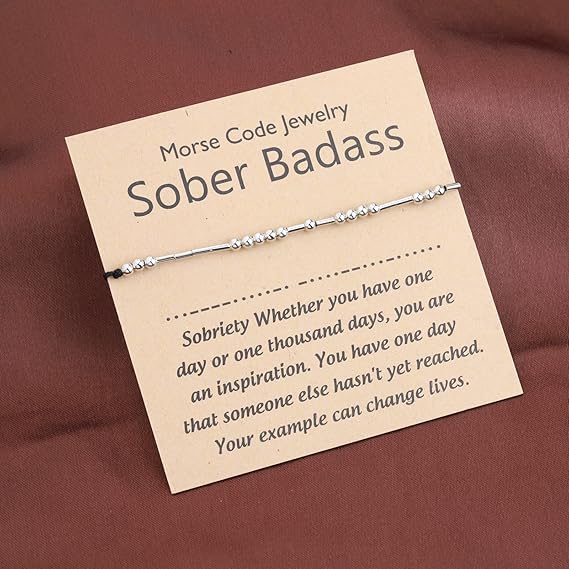 Morse Code Jewelry
Sober Badass
...---−...... −......−...−......
Sobriety Whether you have one
day or one thousand days, you are
an inspiration. You have one day
that someone else hasn't yet reached.
Your example can change lives.